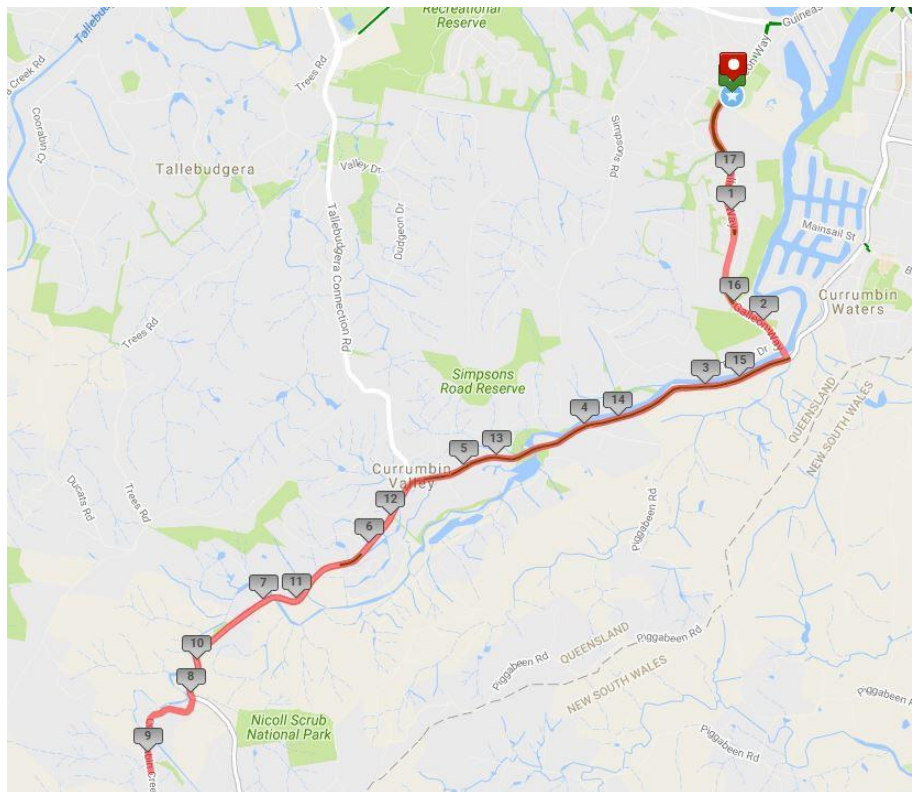 Recreational
Reserve
Guineas
Tallebudgera
Trees Rd
Coorabin Ct
Tallebudgera
Valley Dr
Simpsons Rd
Dudgeon Dr
Tallebudgera Connection Rd
17
1
Mainsail St
16
2
Galleon Way
Currumbin
Waters
Trees Rd
Simpsons
Road Reserve
3
15
4
14
QUEENSLAND
NEW SOUTH WALES
5
13
Currumbin
Valley
12
6
Ducats Rd
Trees Rd
Piggabeen Rd
7
11
10
8
QUEENSLAND
Piggabeen Rd
Piggabeen Rd
NEW SOUTH WALES
Nicoll Scrub
National Park
9
Piggabeen Rd